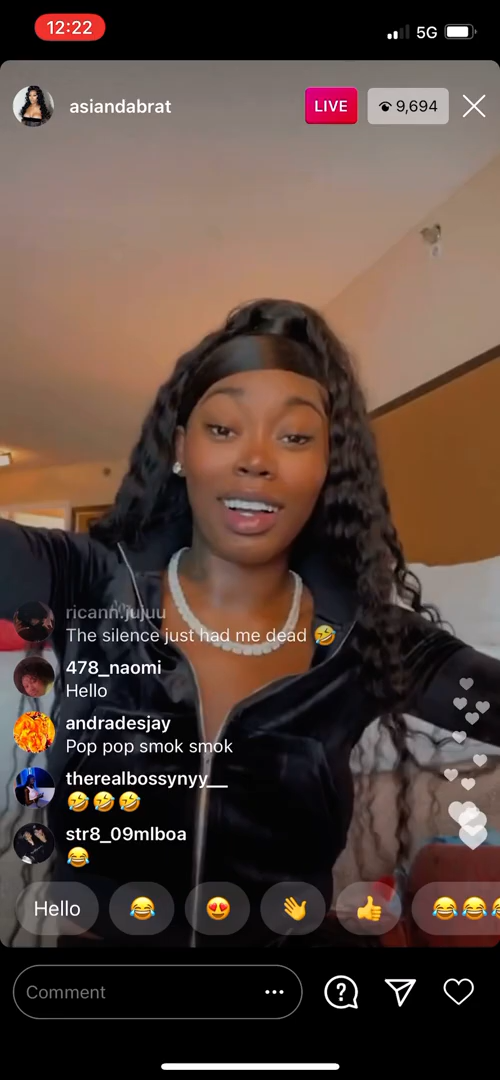 12:22
5G
asiandabrat
LIVE
9,694
ricann.jujuu
The silence just had me dead 🤣
478_naomi
Hello
andradesjay
Pop pop smok smok
therealbossynyy__
🤣🤣🤣
str8_09mlboa
😂
Hello 😂 😍 👋 👍 😂😂😂
Comment